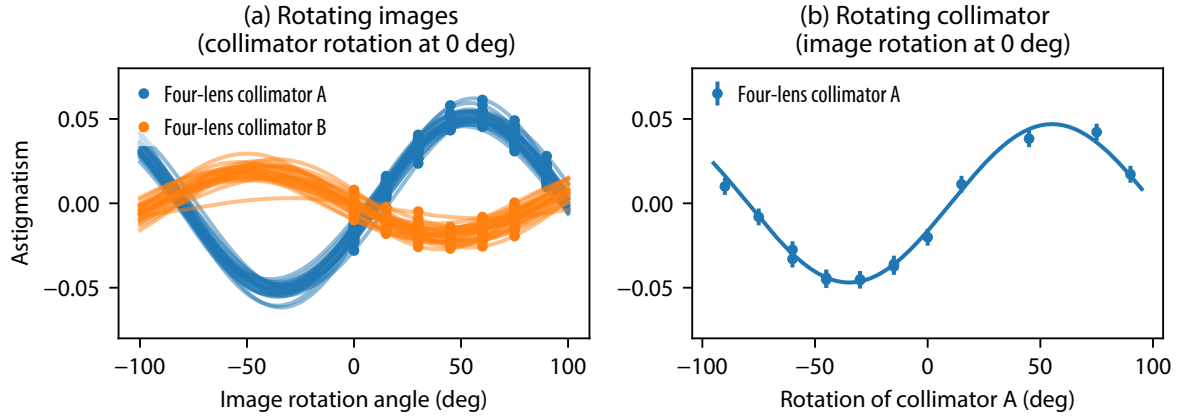 (a) Rotating images
(collimator rotation at 0 deg)
Four-lens collimator A
Four-lens collimator B
0.05
0.00
−0.05
Astigmatism
−100
−50
0
50
100
Image rotation angle (deg)
(b) Rotating collimator
(image rotation at 0 deg)
Four-lens collimator A
0.05
0.00
−0.05
−100
−50
0
50
100
Rotation of collimator A (deg)